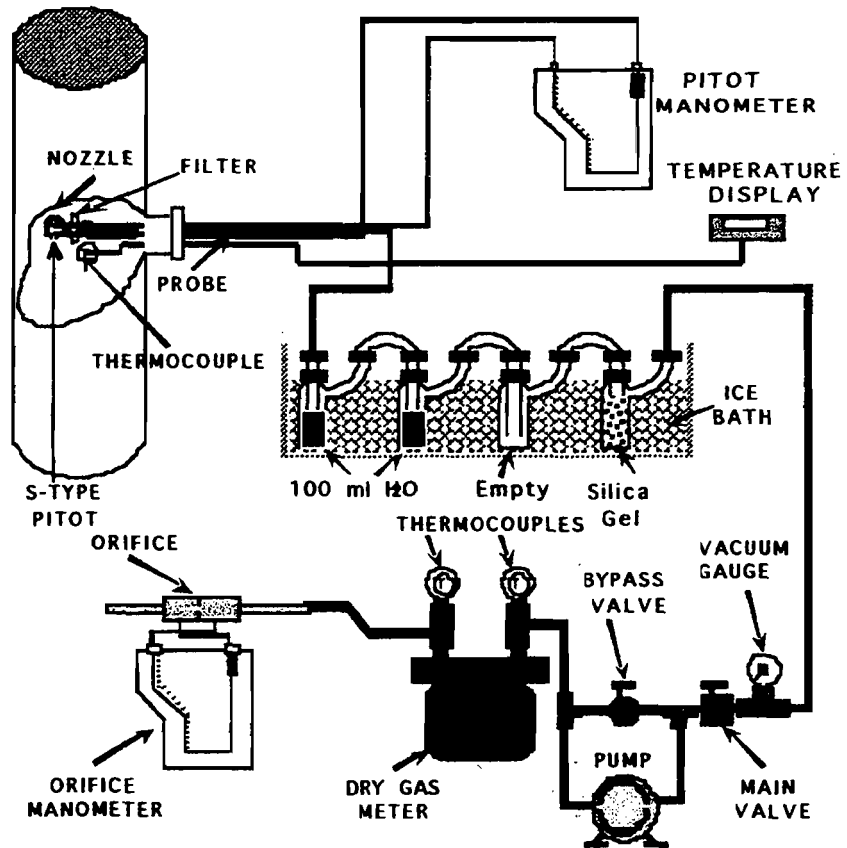 PITOT
MANOMETER
NOZZLE
FILTER
TEMPERATURE
DISPLAY
PROBE
THERMOCOUPLE
ICE
BATH
S-TYPE
PITOT
100 ml H2O
Empty
Silica
Gel
ORIFICE
THERMOCOUPLES
VACUUM
GAUGE
BYPASS
VALVE
PUMP
ORIFICE
MANOMETER
DRY GAS
METER
MAIN
VALVE